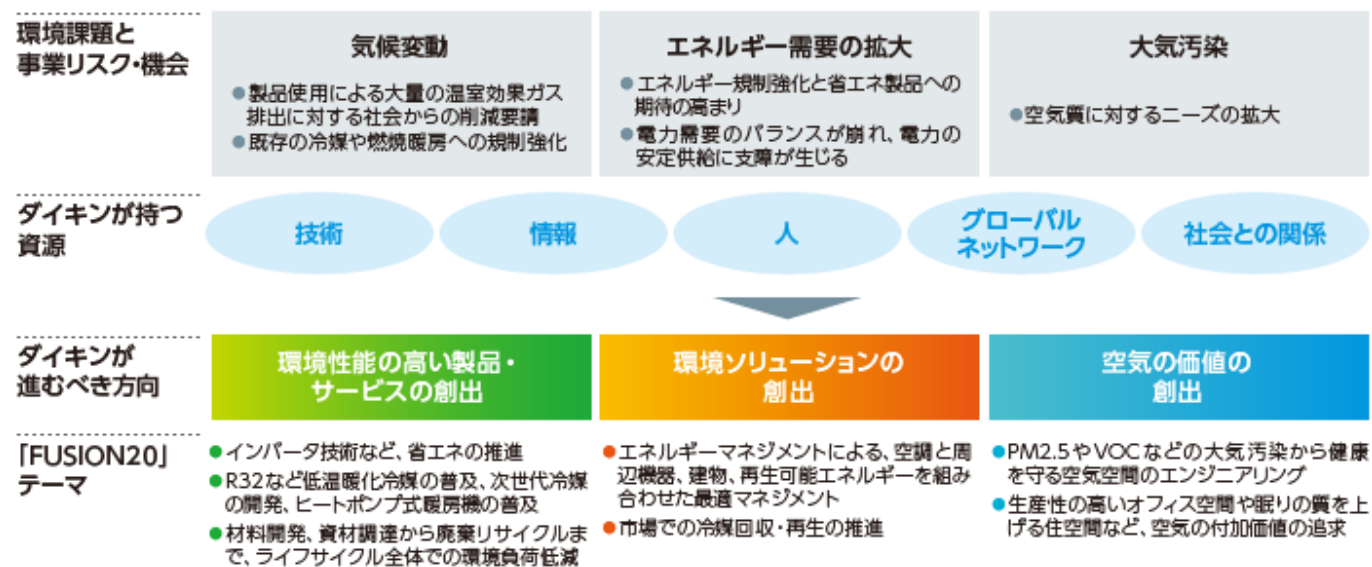 環境課題と
事業リスク・機会
気候変動
●製品使用による大量の温室効果ガス
排出に対する社会からの削減要請
●既存の冷媒や燃焼暖房への規制強化
エネルギー需要の拡大
●エネルギー規制強化と省エネ製品への
期待の高まり
●電力需要のバランスが崩れ、電力の
安定供給に支障が生じる
大気汚染
●空気質に対するニーズの拡大
ダイキンが持つ
資源
技術
情報
人
グローバル
ネットワーク
社会との関係
ダイキンが
進むべき方向
環境性能の高い製品・
サービスの創出
環境ソリューションの
創出
空気の価値の
創出
「FUSION20」
テーマ
●インバータ技術など、省エネの推進
●R32など低温暖化冷媒の普及、次世代冷媒
の開発、ヒートポンプ式暖房機の普及
●材料開発、資材調達から廃棄リサイクルま
で、ライフサイクル全体での環境負荷低減
●エネルギーマネジメントによる、空調と周
辺機器、建物、再生可能エネルギーを組み
合わせた最適マネジメント
●市場での冷媒回収・再生の推進
●PM2.5やVOCなどの大気汚染から健康
を守る空気空間のエンジニアリング
●生産性の高いオフィス空間や眠りの質を上
げる住空間など、空気の付加価値の追求